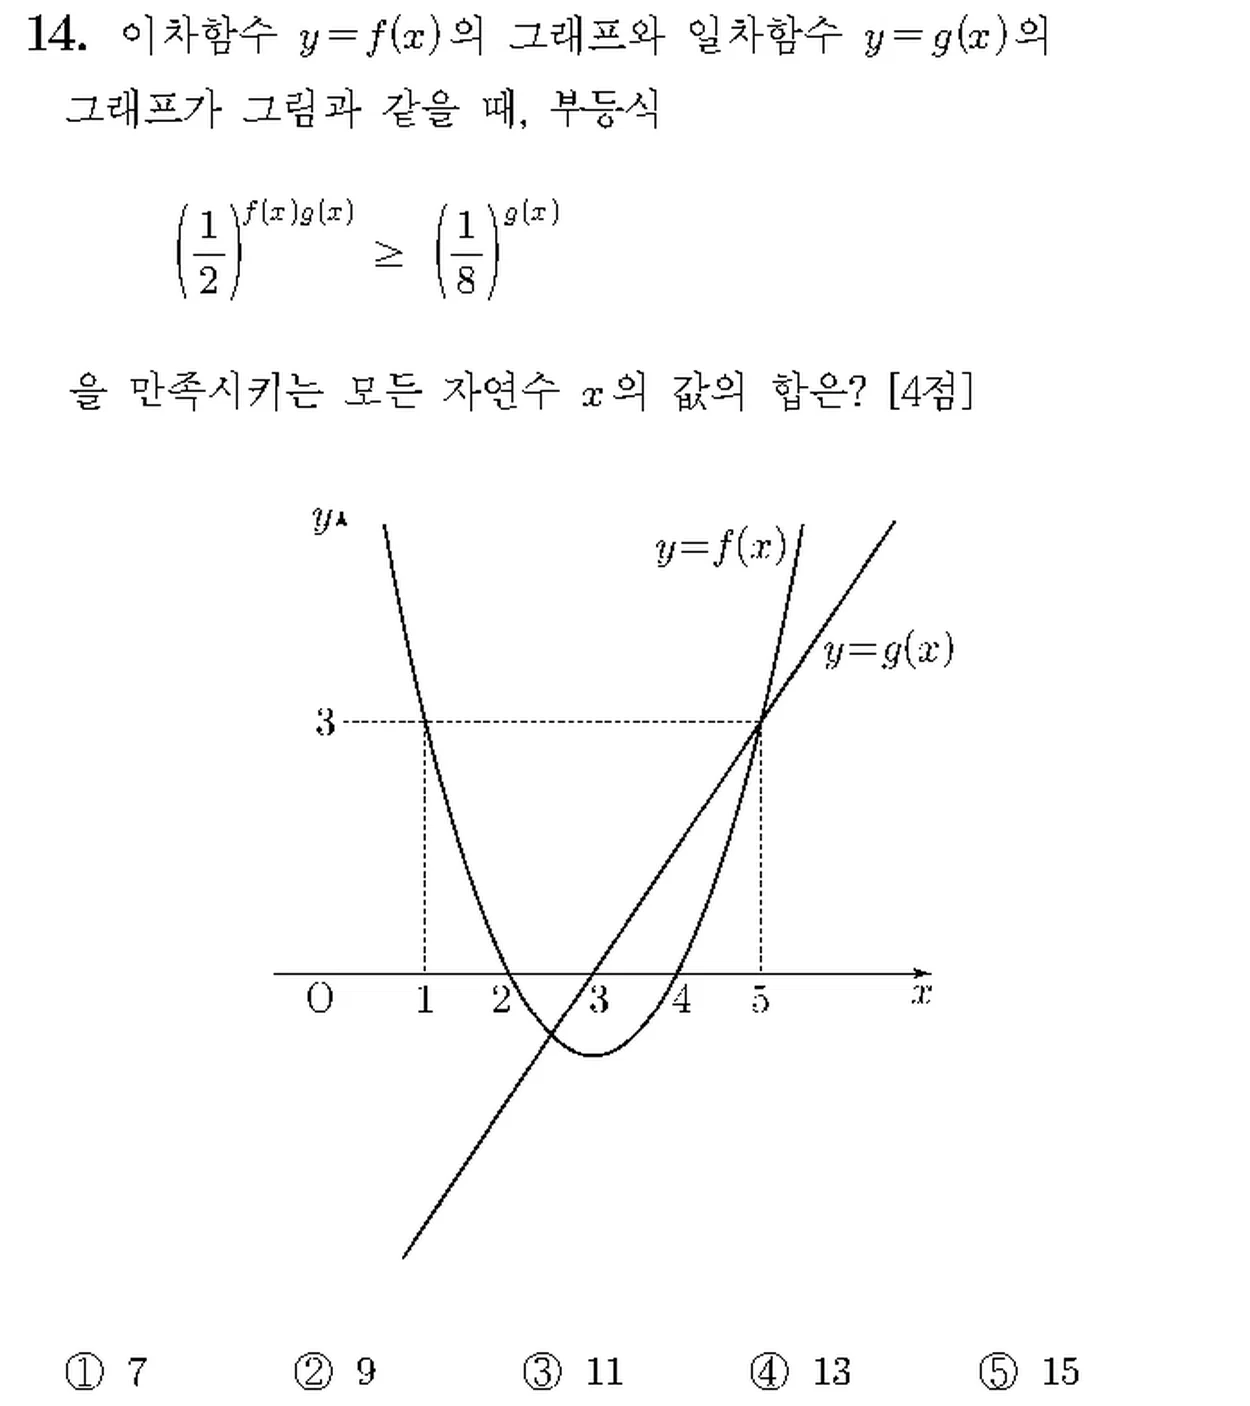 14. 이차함수 y=f(x)의 그래프와 일차함수 y=g(x)의
그래프가 그림과 같을 때, 부등식
(1/2)^{f(x)g(x)} ≥ (1/8)^{g(x)}
을 만족시키는 모든 자연수 x의 값의 합은? [4점]
y
y=f(x)
y=g(x)
3
O 1 2 3 4 5 x
① 7 ② 9 ③ 11 ④ 13 ⑤ 15